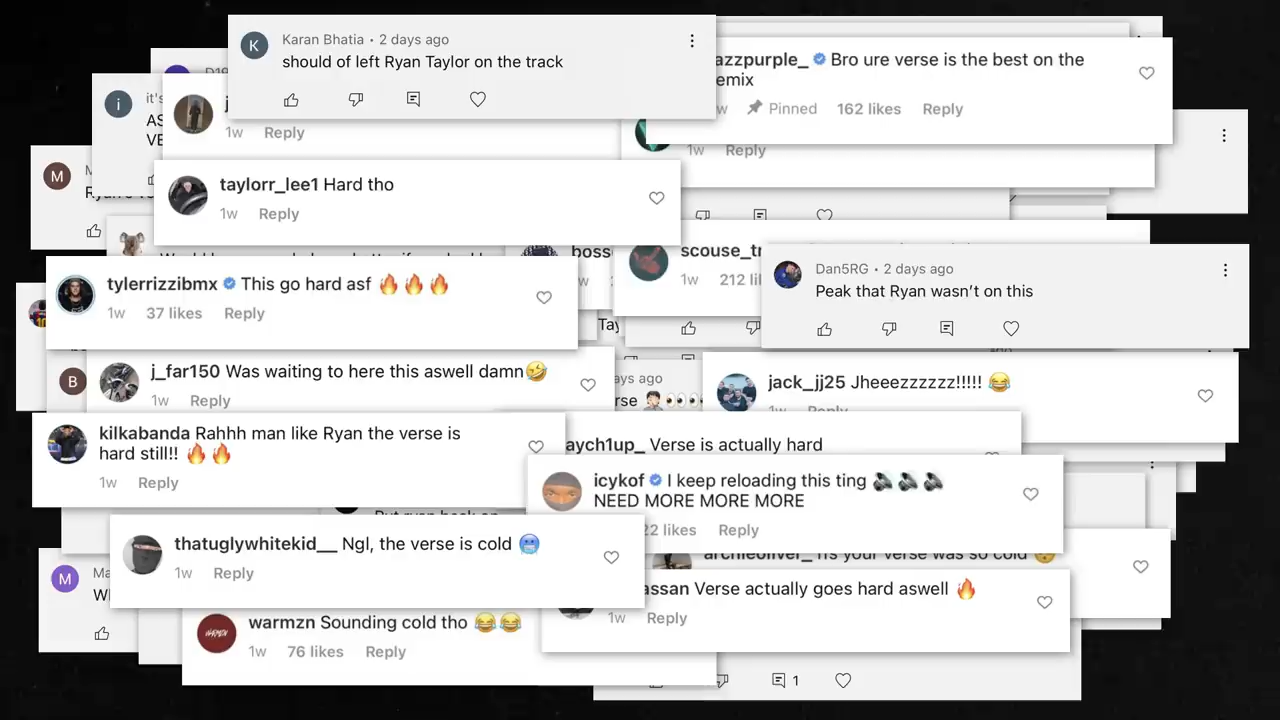 Karan Bhatia • 2 days ago
should of left Ryan Taylor on the track
azzpurple_ Bro ure verse is the best on the
emix
Pinned 162 likes Reply
it's
1w Reply
1w Reply
taylorr_lee1 Hard tho
1w Reply
boss
scouse_tr
1w 212 li
Dan5RG • 2 days ago
Peak that Ryan wasn't on this
tylerrizzibmx This go hard asf 🔥🔥🔥
1w 37 likes Reply
Tay
j_far150 Was waiting to here this aswell damn🤣
1w Reply
ays ago
rse 🤦🏻 👀👀
jack_jj25 Jheeezzzzzz!!!!! 😂
1w Reply
kilkabanda Rahhh man like Ryan the verse is
hard still!! 🔥🔥
1w Reply
aych1up_ Verse is actually hard
icykof I keep reloading this ting 🔊🔊🔊
NEED MORE MORE MORE
22 likes Reply
thatuglywhitekid__ Ngl, the verse is cold 🥶
1w Reply
archieoliver_ your verse was so cold
assan Verse actually goes hard aswell 🔥
1w Reply
warmzn Sounding cold tho 😂😂
1w 76 likes Reply
1